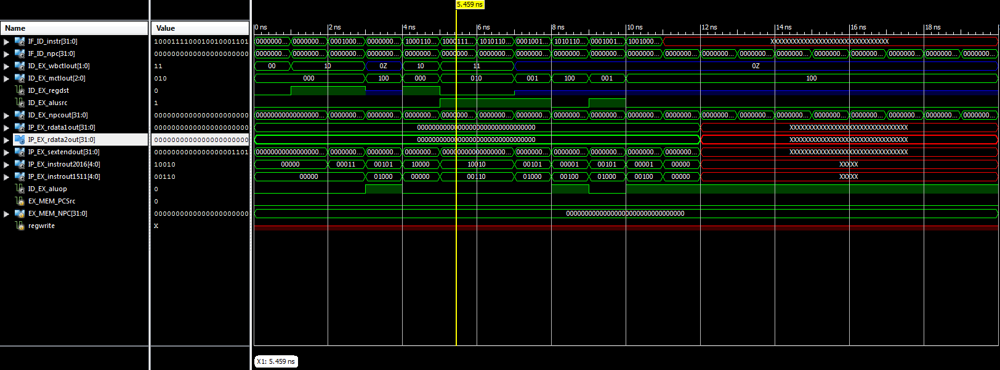 5.459 ns
Name Value 0 ns 2 ns 4 ns 6 ns 8 ns 10 ns 12 ns 14 ns 16 ns 18 ns
IF_ID_instr[31:0] 1000111100010010001101 0000000... 0000000... 0001000... 0000000... 1000110... 1000111... 1010110... 0001001... 1010110... 0001001... 1001000... XXXXXXXXXXXXXXXXXXXXXXXXXXXXXXXX
IF_ID_npc[31:0] 0000000000000000000000 0000000... 0000000... 0000000... 0000000... 0000000... 0000000... 0000000... 0000000... 0000000... 0000000... 0000000... 0000000... 0000000... 0000000... 0000000... 0000000... 0000000... 0000000... 0000000... 0000000...
ID_EX_wbctlout[1:0] 11 00 10 0Z 10 11 0Z
ID_EX_mctlout[2:0] 010 000 100 000 010 001 100 001 100
ID_EX_regdst 0
ID_EX_alusrc 1
ID_EX_npcout[31:0] 0000000000000000000000 00000000000000000... 0000000... 0000000... 0000000... 0000000... 0000000... 0000000... 0000000... 0000000... 0000000... 0000000... 0000000... 0000000... 0000000... 0000000... 0000000... 0000000... 0000000... 0000000...
IP_EX_rdata1out[31:0] 0000000000000000000000 00000000000000000000000000000000 XXXXXXXXXXXXXXXXXXXXXXXXXXXXXXXX
IP_EX_rdata2out[31:0] 0000000000000000000000 00000000000000000000000000000000 XXXXXXXXXXXXXXXXXXXXXXXXXXXXXXXX
IP_EX_sextendout[31:0] 0000000000000000001101 00000000000000000... 0000000... 0000000... 0000000... 00000000000000000... 0000000... 0000000... 0000000... 0000000... 0000000... XXXXXXXXXXXXXXXXXXXXXXXXXXXXXXXX
IP_EX_instrout2016[4:0] 10010 00000 00011 00101 10000 10010 00101 00001 00101 00001 00000 XXXXX
IP_EX_instrout1511[4:0] 00110 00000 01000 00000 00110 01000 00100 01000 00100 00000 XXXXX
ID_EX_aluop 0
EX_MEM_PCSrc 0
EX_MEM_NPC[31:0] 0000000000000000000000 00000000000000000000000000000000
regwrite X
X1: 5.459 ns